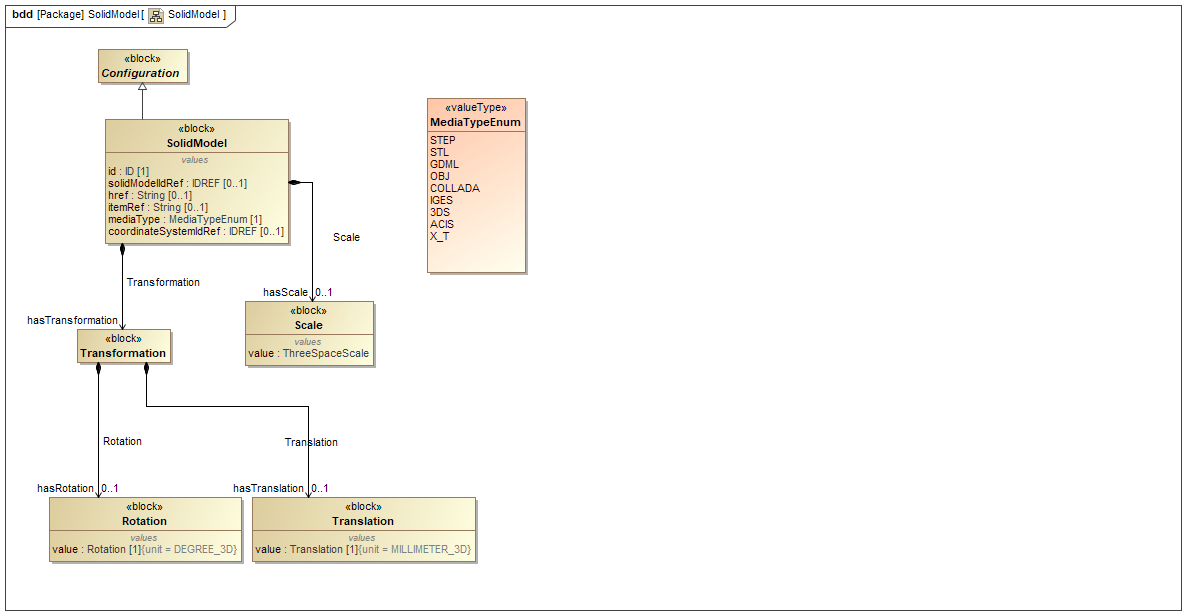 bdd [Package] SolidModel[ SolidModel ]
«block»
Configuration
«block»
SolidModel
values
id : ID [1]
solidModelIdRef : IDREF [0..1]
href : String [0..1]
itemRef : String [0..1]
mediaType : MediaTypeEnum [1]
coordinateSystemIdRef : IDREF [0..1]
«valueType»
MediaTypeEnum
STEP
STL
GDML
OBJ
COLLADA
IGES
3DS
ACIS
X_T
Scale
Transformation
hasScale 0..1
hasTransformation
«block»
Scale
values
value : ThreeSpaceScale
«block»
Transformation
Rotation
Translation
hasRotation 0..1
hasTranslation 0..1
«block»
Rotation
values
value : Rotation [1]{unit = DEGREE_3D}
«block»
Translation
values
value : Translation [1]{unit = MILLIMETER_3D}